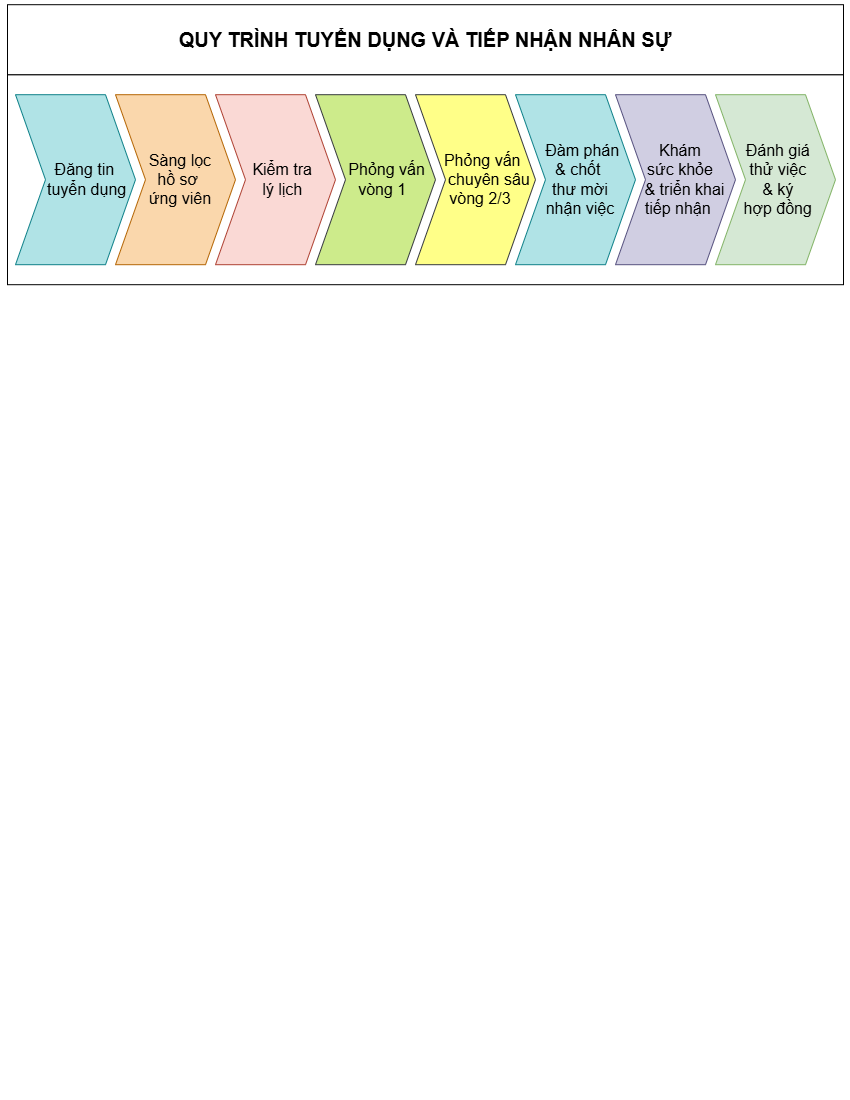 QUY TRÌNH TUYỂN DỤNG VÀ TIẾP NHẬN NHÂN SỰ
Đăng tin
tuyển dụng
Sàng lọc
hồ sơ
ứng viên
Kiểm tra
lý lịch
Phỏng vấn
vòng 1
Phỏng vấn
chuyên sâu
vòng 2/3
Đàm phán
& chốt
thư mời
nhận việc
Khám
sức khỏe
& triển khai
tiếp nhận
Đánh giá
thử việc
& ký
hợp đồng